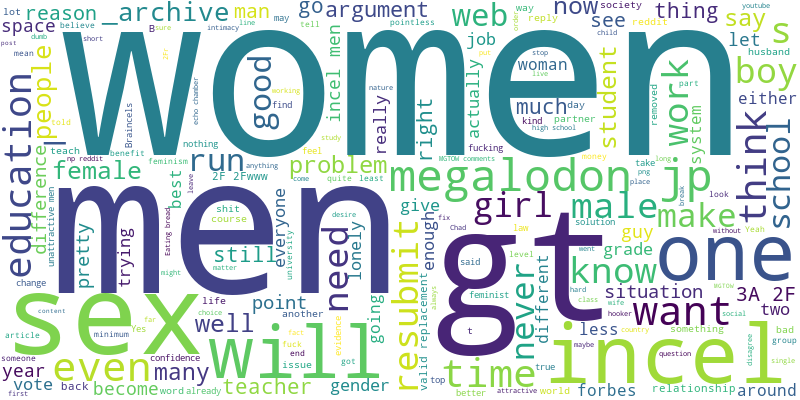 women
men
gt
sex
will
incel
one
megalodon jp
_archive
reason
space
man
go
argument
web
now
thing
see
say
s
lot
may
tell
pointless
reply
way
society
reddit
youtube
job
let
boy
believe
short
mean
post
dumb
people
told
good
find
incel men
really
right
actually
woman
much
day
kind
partner
stop
live
high school
student
work
system
removed
either
child
husband
part
education
difference
teach
benefit
np reddit
feminism
female
run
2F 2Fwww
problem
nothing
Braincels
echo chamber
intimacy
line
sure
working
nature
study
feel
anything
fucking
MGTOW comments
money
think
school
pretty
trying
best
leave
shit
course
still
everyone
university
need
lonely
come
quite
least
give
enough
girl
male
make
take
png
place
long
break
look
without
Yeah
guy
know
grade
want
situation
3A 2F
two
solution
went
law
never
different
resubmit
valid replacement
Chad
fix
said
feminist
level
always
time
less
hard
class
wife
hooker
country
something
social
disagree
bad
group
single
MGTOW
maybe
question
forbes
relationship
around
true
world
attractive
better
top
t
unattractive men
Eating bread
change
might
matter
desire
life
choice
point
another
well
even
many
year
vote
back
become
teacher
gender
issue
end
fuck
fact
evidence
got
going
confidence
word
already
minimum
Yes
far
content
article
someone
first